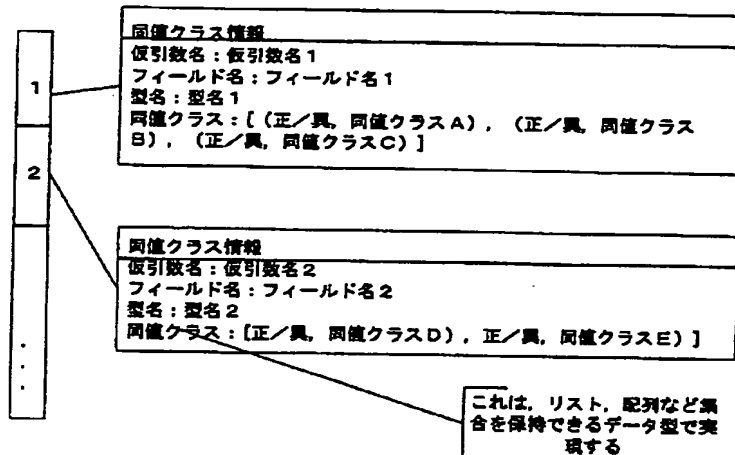 同値クラス情報
仮引数名：仮引数名1
フィールド名：フィールド名1
型名：型名1
同値クラス：[（正／異，同値クラスA），（正／異，同値クラス
B），（正／異，同値クラスC）]
1
2
同値クラス情報
仮引数名：仮引数名2
フィールド名：フィールド名2
型名：型名2
同値クラス：[正／異，同値クラスD），正／異，同値クラスE）]
・・・
これは，リスト，配列など集
合を保持できるデータ型で実
現する